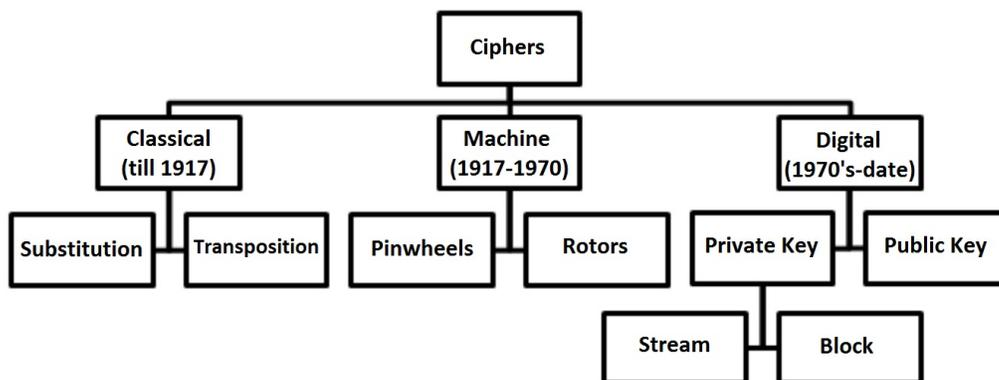 Ciphers
Classical
(till 1917)
Machine
(1917-1970)
Digital
(1970's-date)
Substitution
Transposition
Pinwheels
Rotors
Private Key
Public Key
Stream
Block